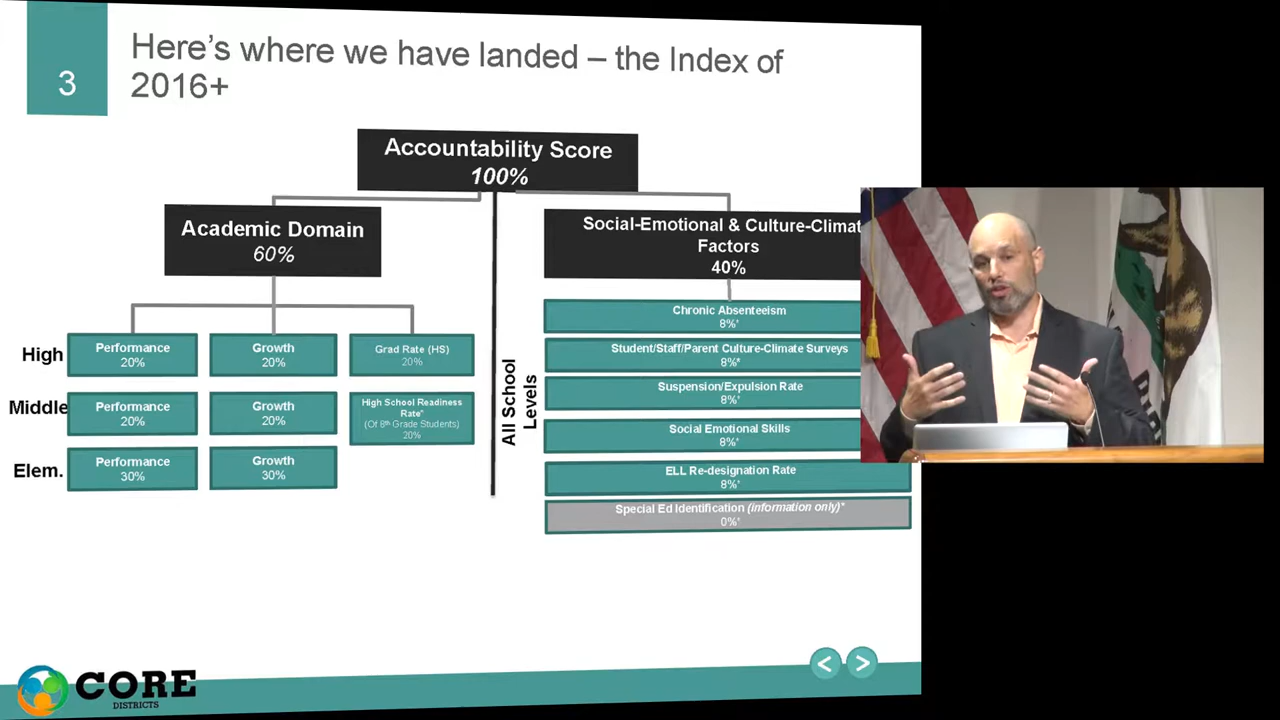 3
Here's where we have landed – the Index of
2016+
Accountability Score
100%
Academic Domain
60%
Social-Emotional & Culture-Climat
Factors
40%
High
Performance
20%
Growth
20%
Grad Rate (HS)
20%
Middle
Performance
20%
Growth
20%
High School Readiness
Rate*
(Of 8th Grade Students)
20%
Elem.
Performance
30%
Growth
30%
All School
Levels
Chronic Absenteeism
8%*
Student/Staff/Parent Culture-Climate Surveys
8%*
Suspension/Expulsion Rate
8%*
Social Emotional Skills
8%*
ELL Re-designation Rate
8%*
Special Ed Identification (information only)*
0%*
< >
CORE
DISTRICTS